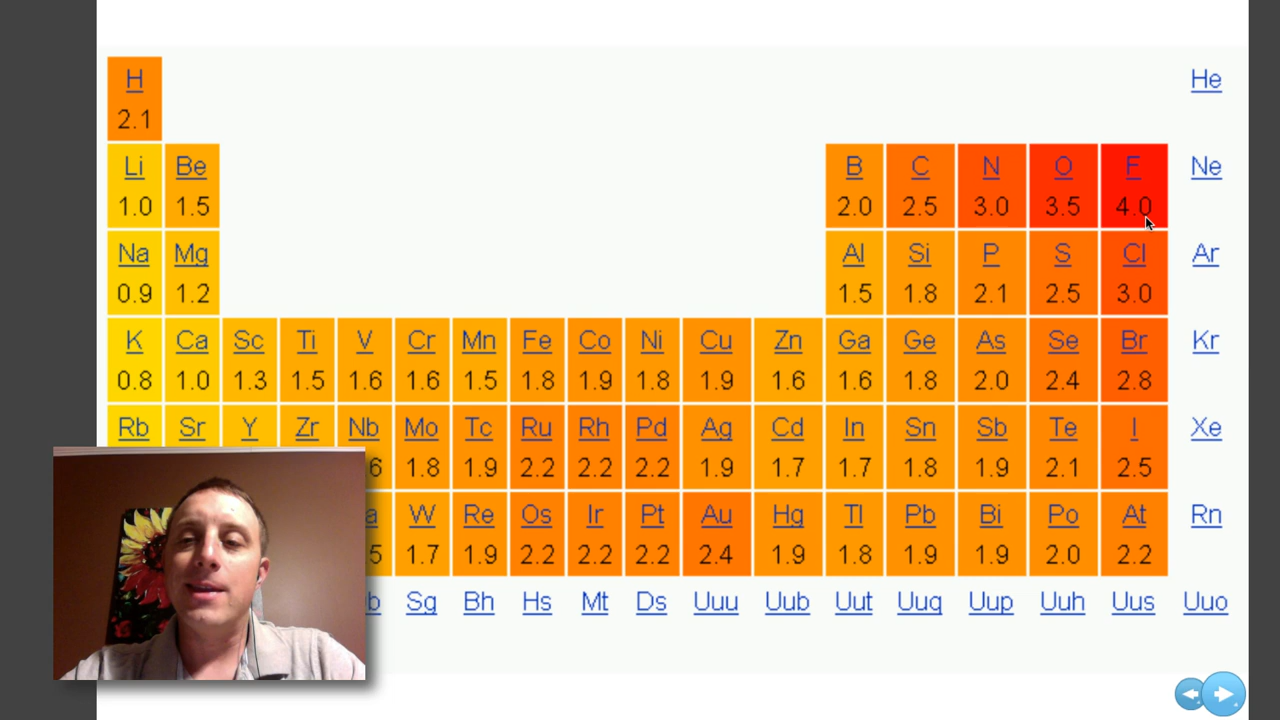 H He
2.1
Li Be B C N O F Ne
1.0 1.5 2.0 2.5 3.0 3.5 4.0
Na Mg Al Si P S Cl Ar
0.9 1.2 1.5 1.8 2.1 2.5 3.0
K Ca Sc Ti V Cr Mn Fe Co Ni Cu Zn Ga Ge As Se Br Kr
0.8 1.0 1.3 1.5 1.6 1.6 1.5 1.8 1.9 1.8 1.9 1.6 1.6 1.8 2.0 2.4 2.8
Rb Sr Y Zr Nb Mo Tc Ru Rh Pd Ag Cd In Sn Sb Te I Xe
6 1.8 1.9 2.2 2.2 2.2 1.9 1.7 1.7 1.8 1.9 2.1 2.5
a W Re Os Ir Pt Au Hg Tl Pb Bi Po At Rn
.5 1.7 1.9 2.2 2.2 2.2 2.4 1.9 1.8 1.9 1.9 2.0 2.2
b Sg Bh Hs Mt Ds Uuu Uub Uut Uuq Uup Uuh Uus Uuo